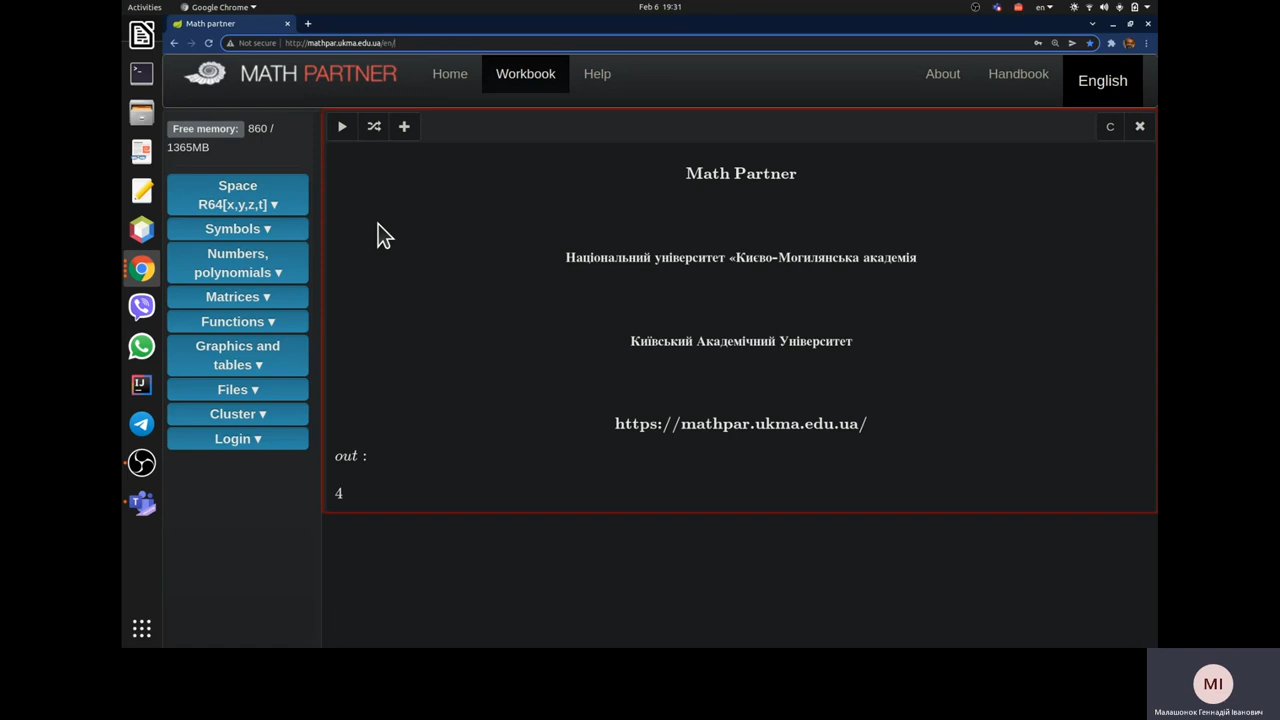 Activities
Google Chrome ▾
Feb 6 19:31
en ▾
Math partner
Not secure
http://mathpar.ukma.edu.ua/en/
MATH PARTNER
Home
Workbook
Help
About
Handbook
English
Free memory: 860 /
1365MB
Space
R64[x,y,z,t] ▾
Symbols ▾
Numbers,
polynomials ▾
Matrices ▾
Functions ▾
Graphics and
tables ▾
Files ▾
Cluster ▾
Login ▾
C
Math Partner
Національний університет «Києво-Могилянська академія
Київський Академічний Університет
https://mathpar.ukma.edu.ua/
out :
4
MI
Малашонок Геннадій Іванович